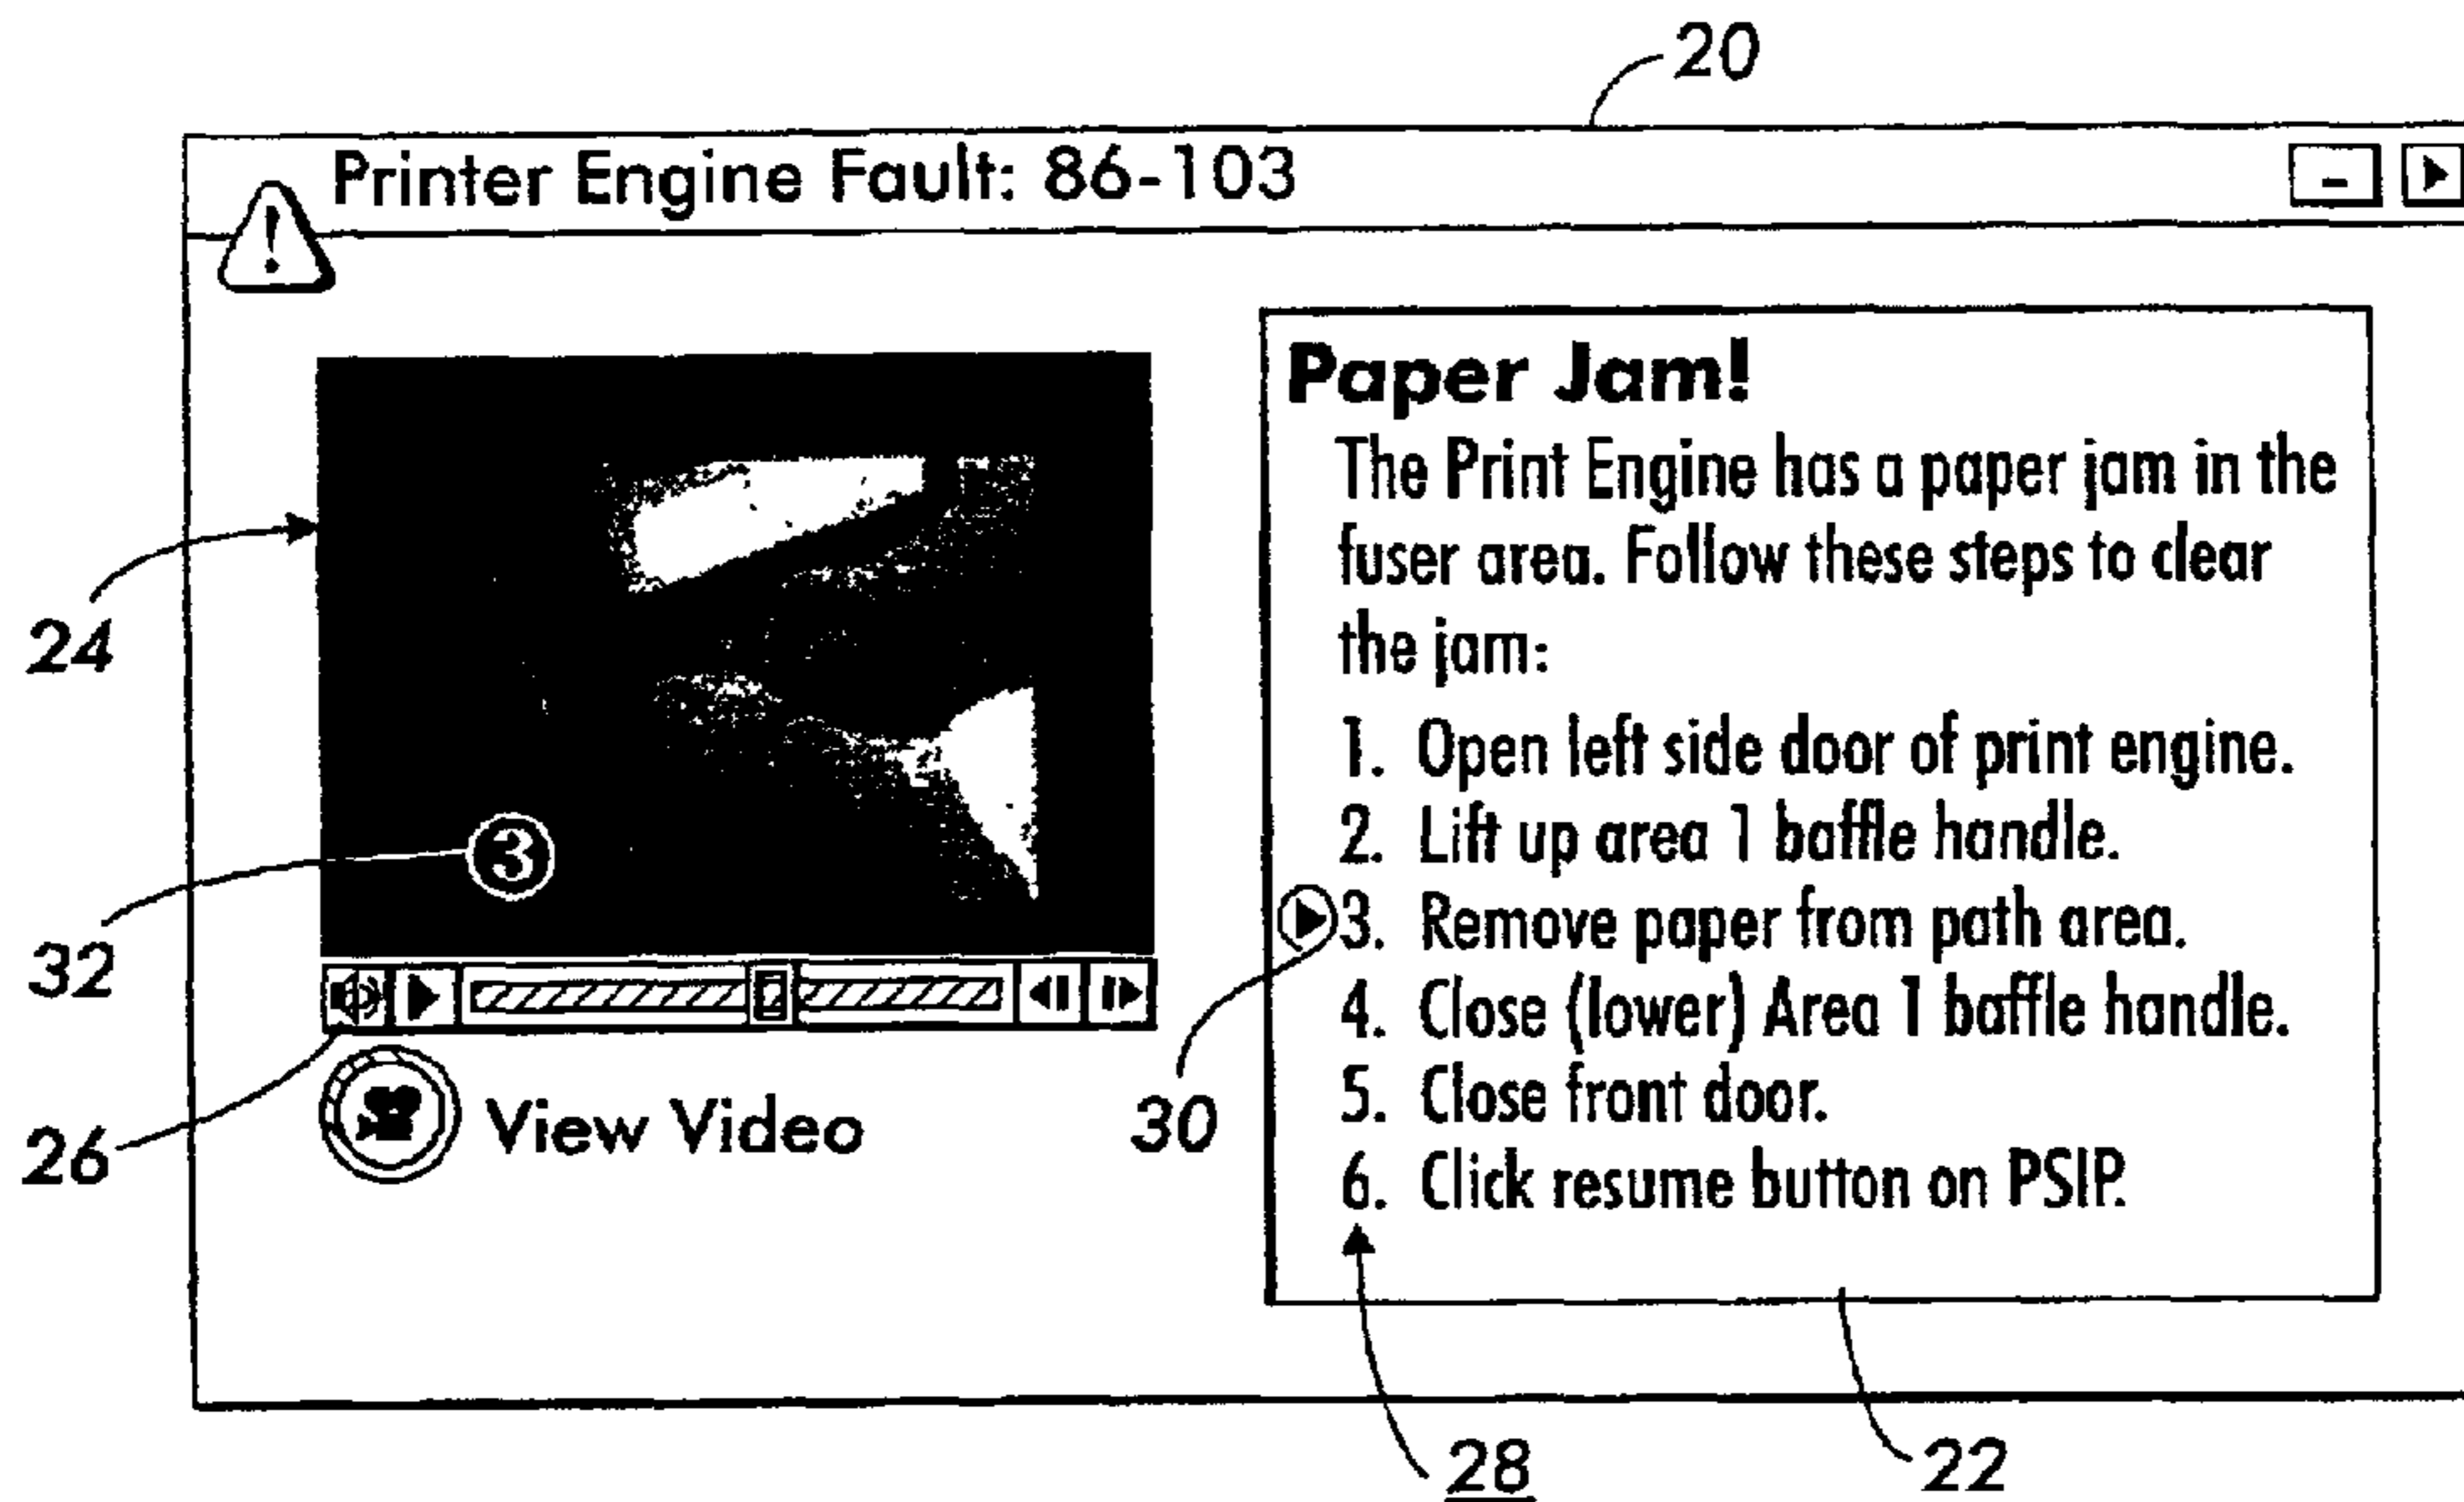 20
Printer Engine Fault: 86-103
!
Paper Jam!
The Print Engine has a paper jam in the
fuser area. Follow these steps to clear
the jam:
1. Open left side door of print engine.
2. Lift up area 1 baffle handle.
3. Remove paper from path area.
4. Close (lower) Area 1 baffle handle.
5. Close front door.
6. Click resume button on PSIP.
24
3
32
26
View Video
30
28
22